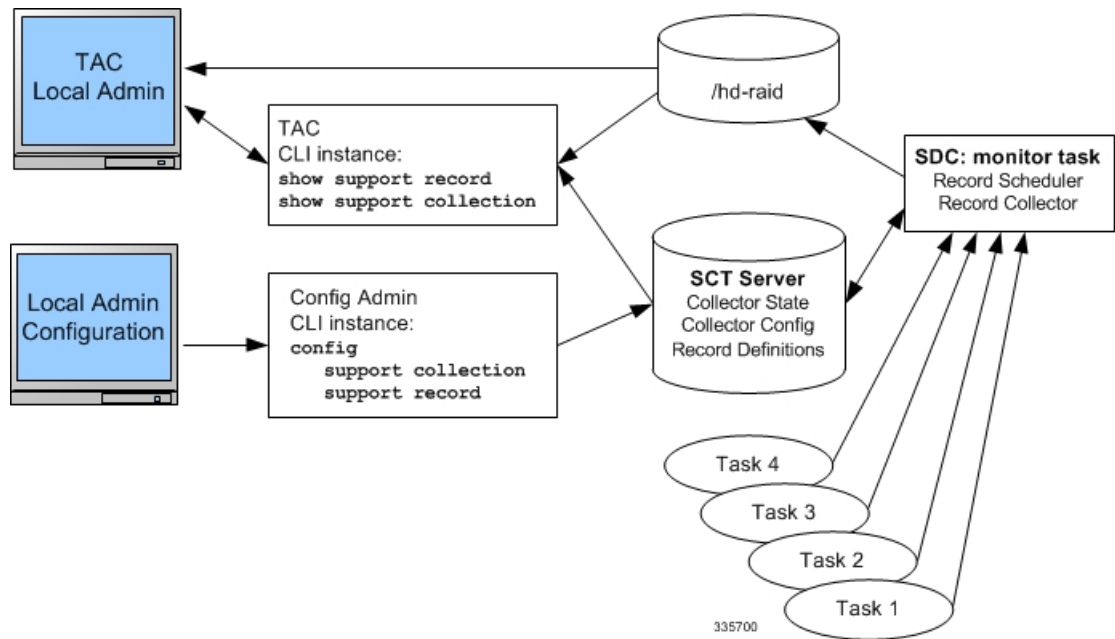 TAC
Local Admin
/hd-raid
TAC
CLI instance:
show support record
show support collection
SDC: monitor task
Record Scheduler
Record Collector
Local Admin
Configuration
Config Admin
CLI instance:
config
support collection
support record
SCT Server
Collector State
Collector Config
Record Definitions
Task 4
Task 3
Task 2
Task 1
335700